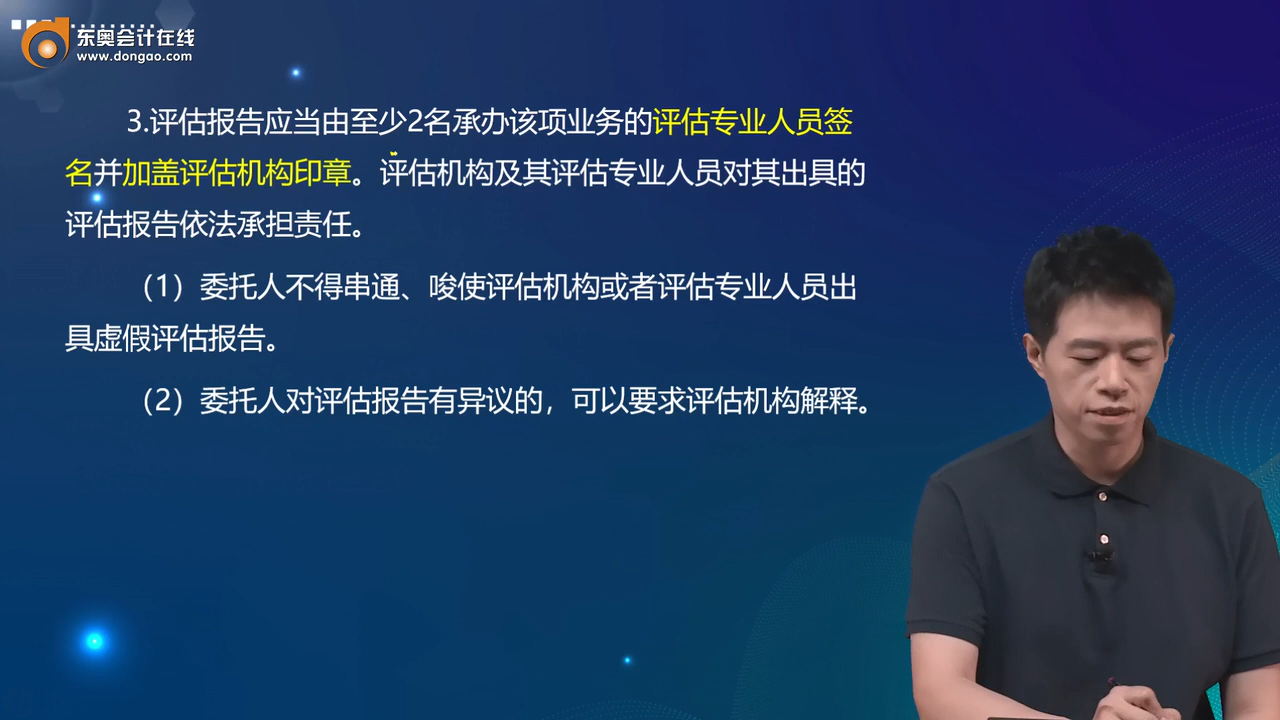 东奥会计在线
www.dongao.com
3.评估报告应当由至少2名承办该项业务的评估专业人员签
名并加盖评估机构印章。评估机构及其评估专业人员对其出具的
评估报告依法承担责任。
（1）委托人不得串通、唆使评估机构或者评估专业人员出
具虚假评估报告。
（2）委托人对评估报告有异议的，可以要求评估机构解释。